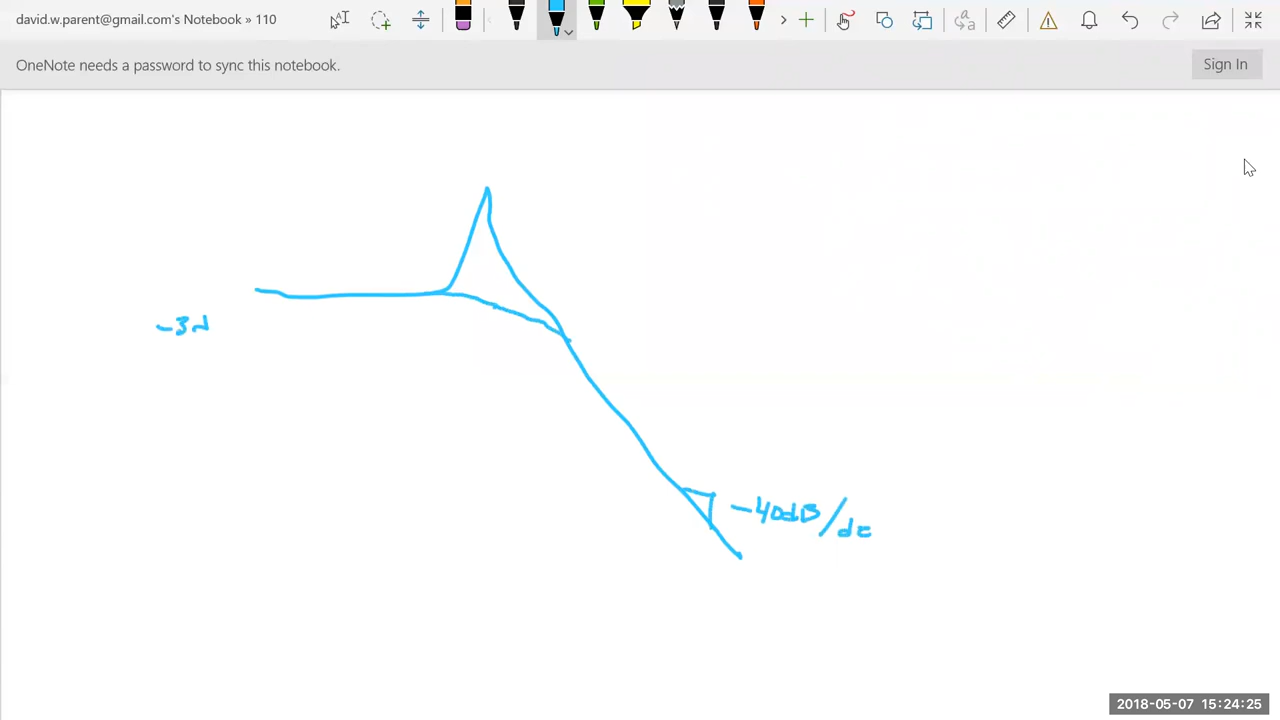 david.w.parent@gmail.com's Notebook » 110
OneNote needs a password to sync this notebook.
Sign In
-3d
-40dB/dc
2018-05-07 15:24:25